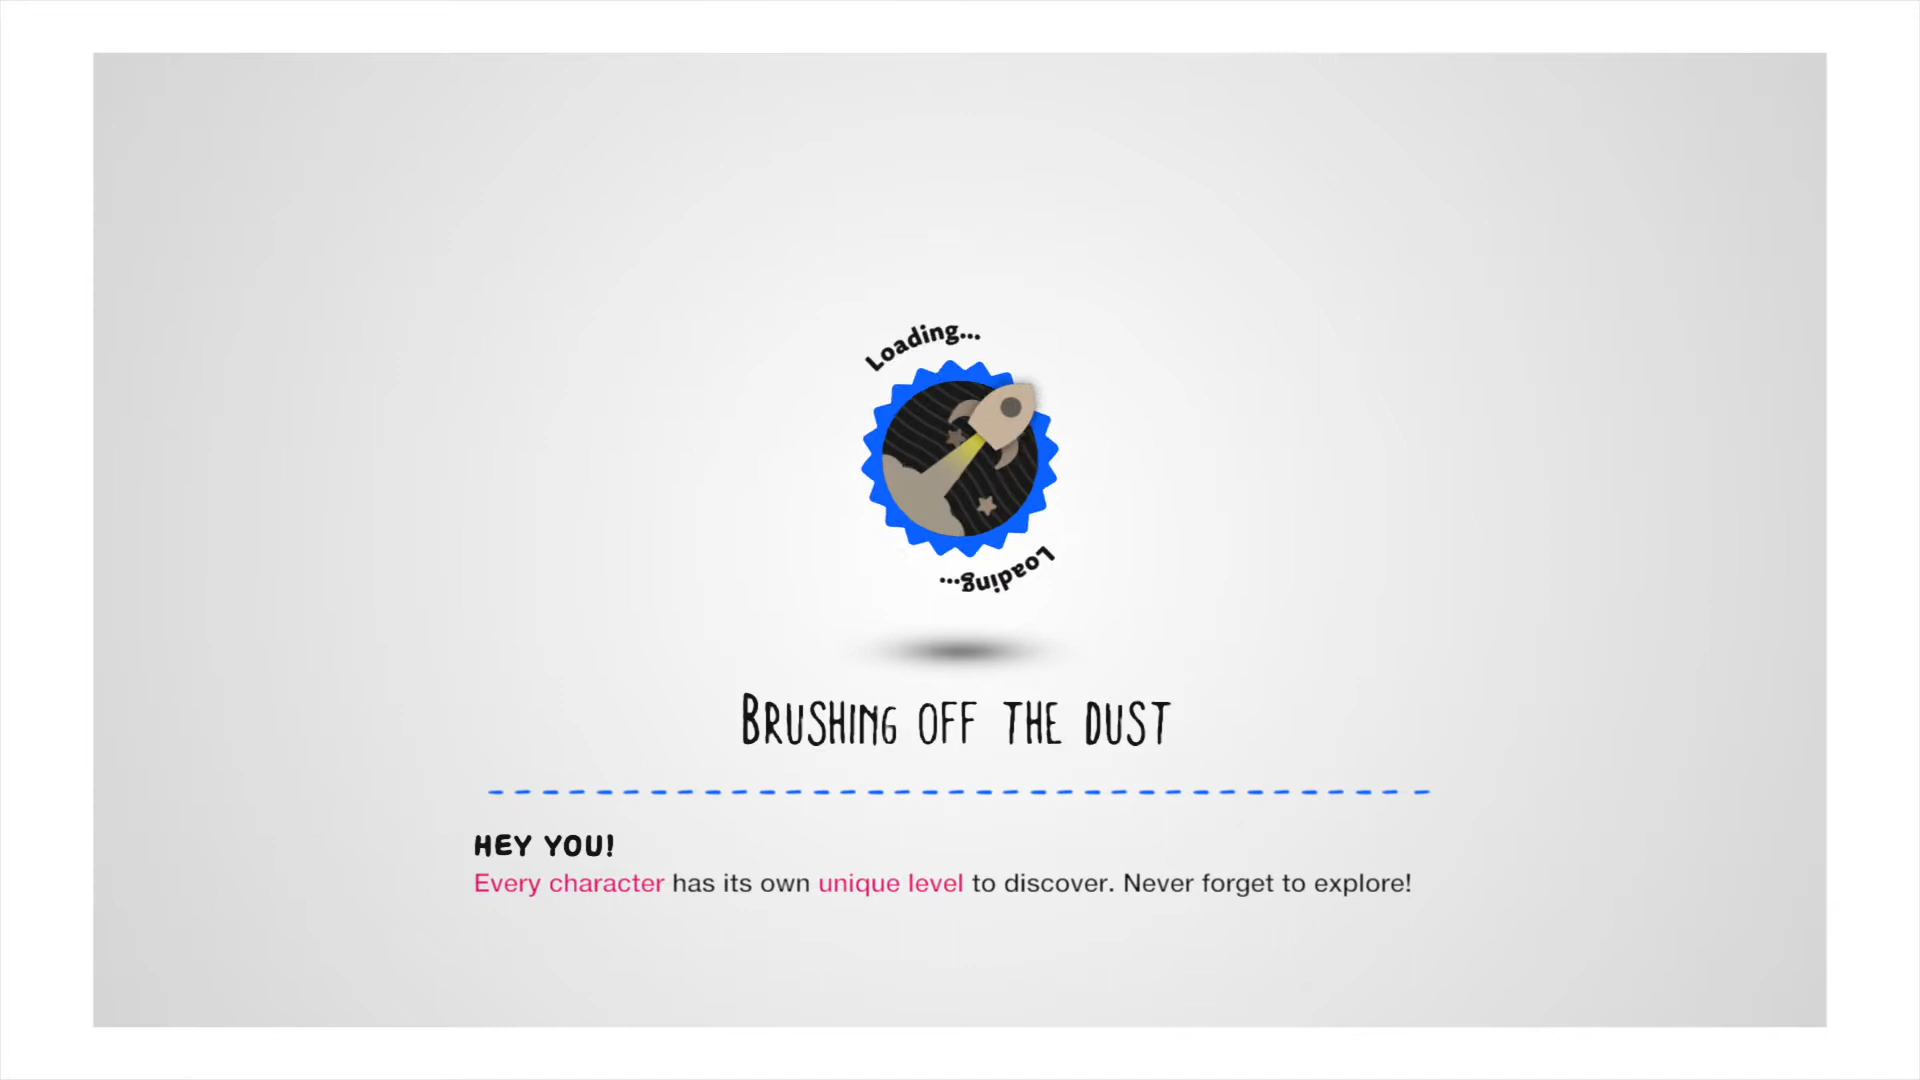 Loading...
Loading...
BRUSHING OFF THE DUST
HEY YOU!
Every character has its own unique level to discover. Never forget to explore!